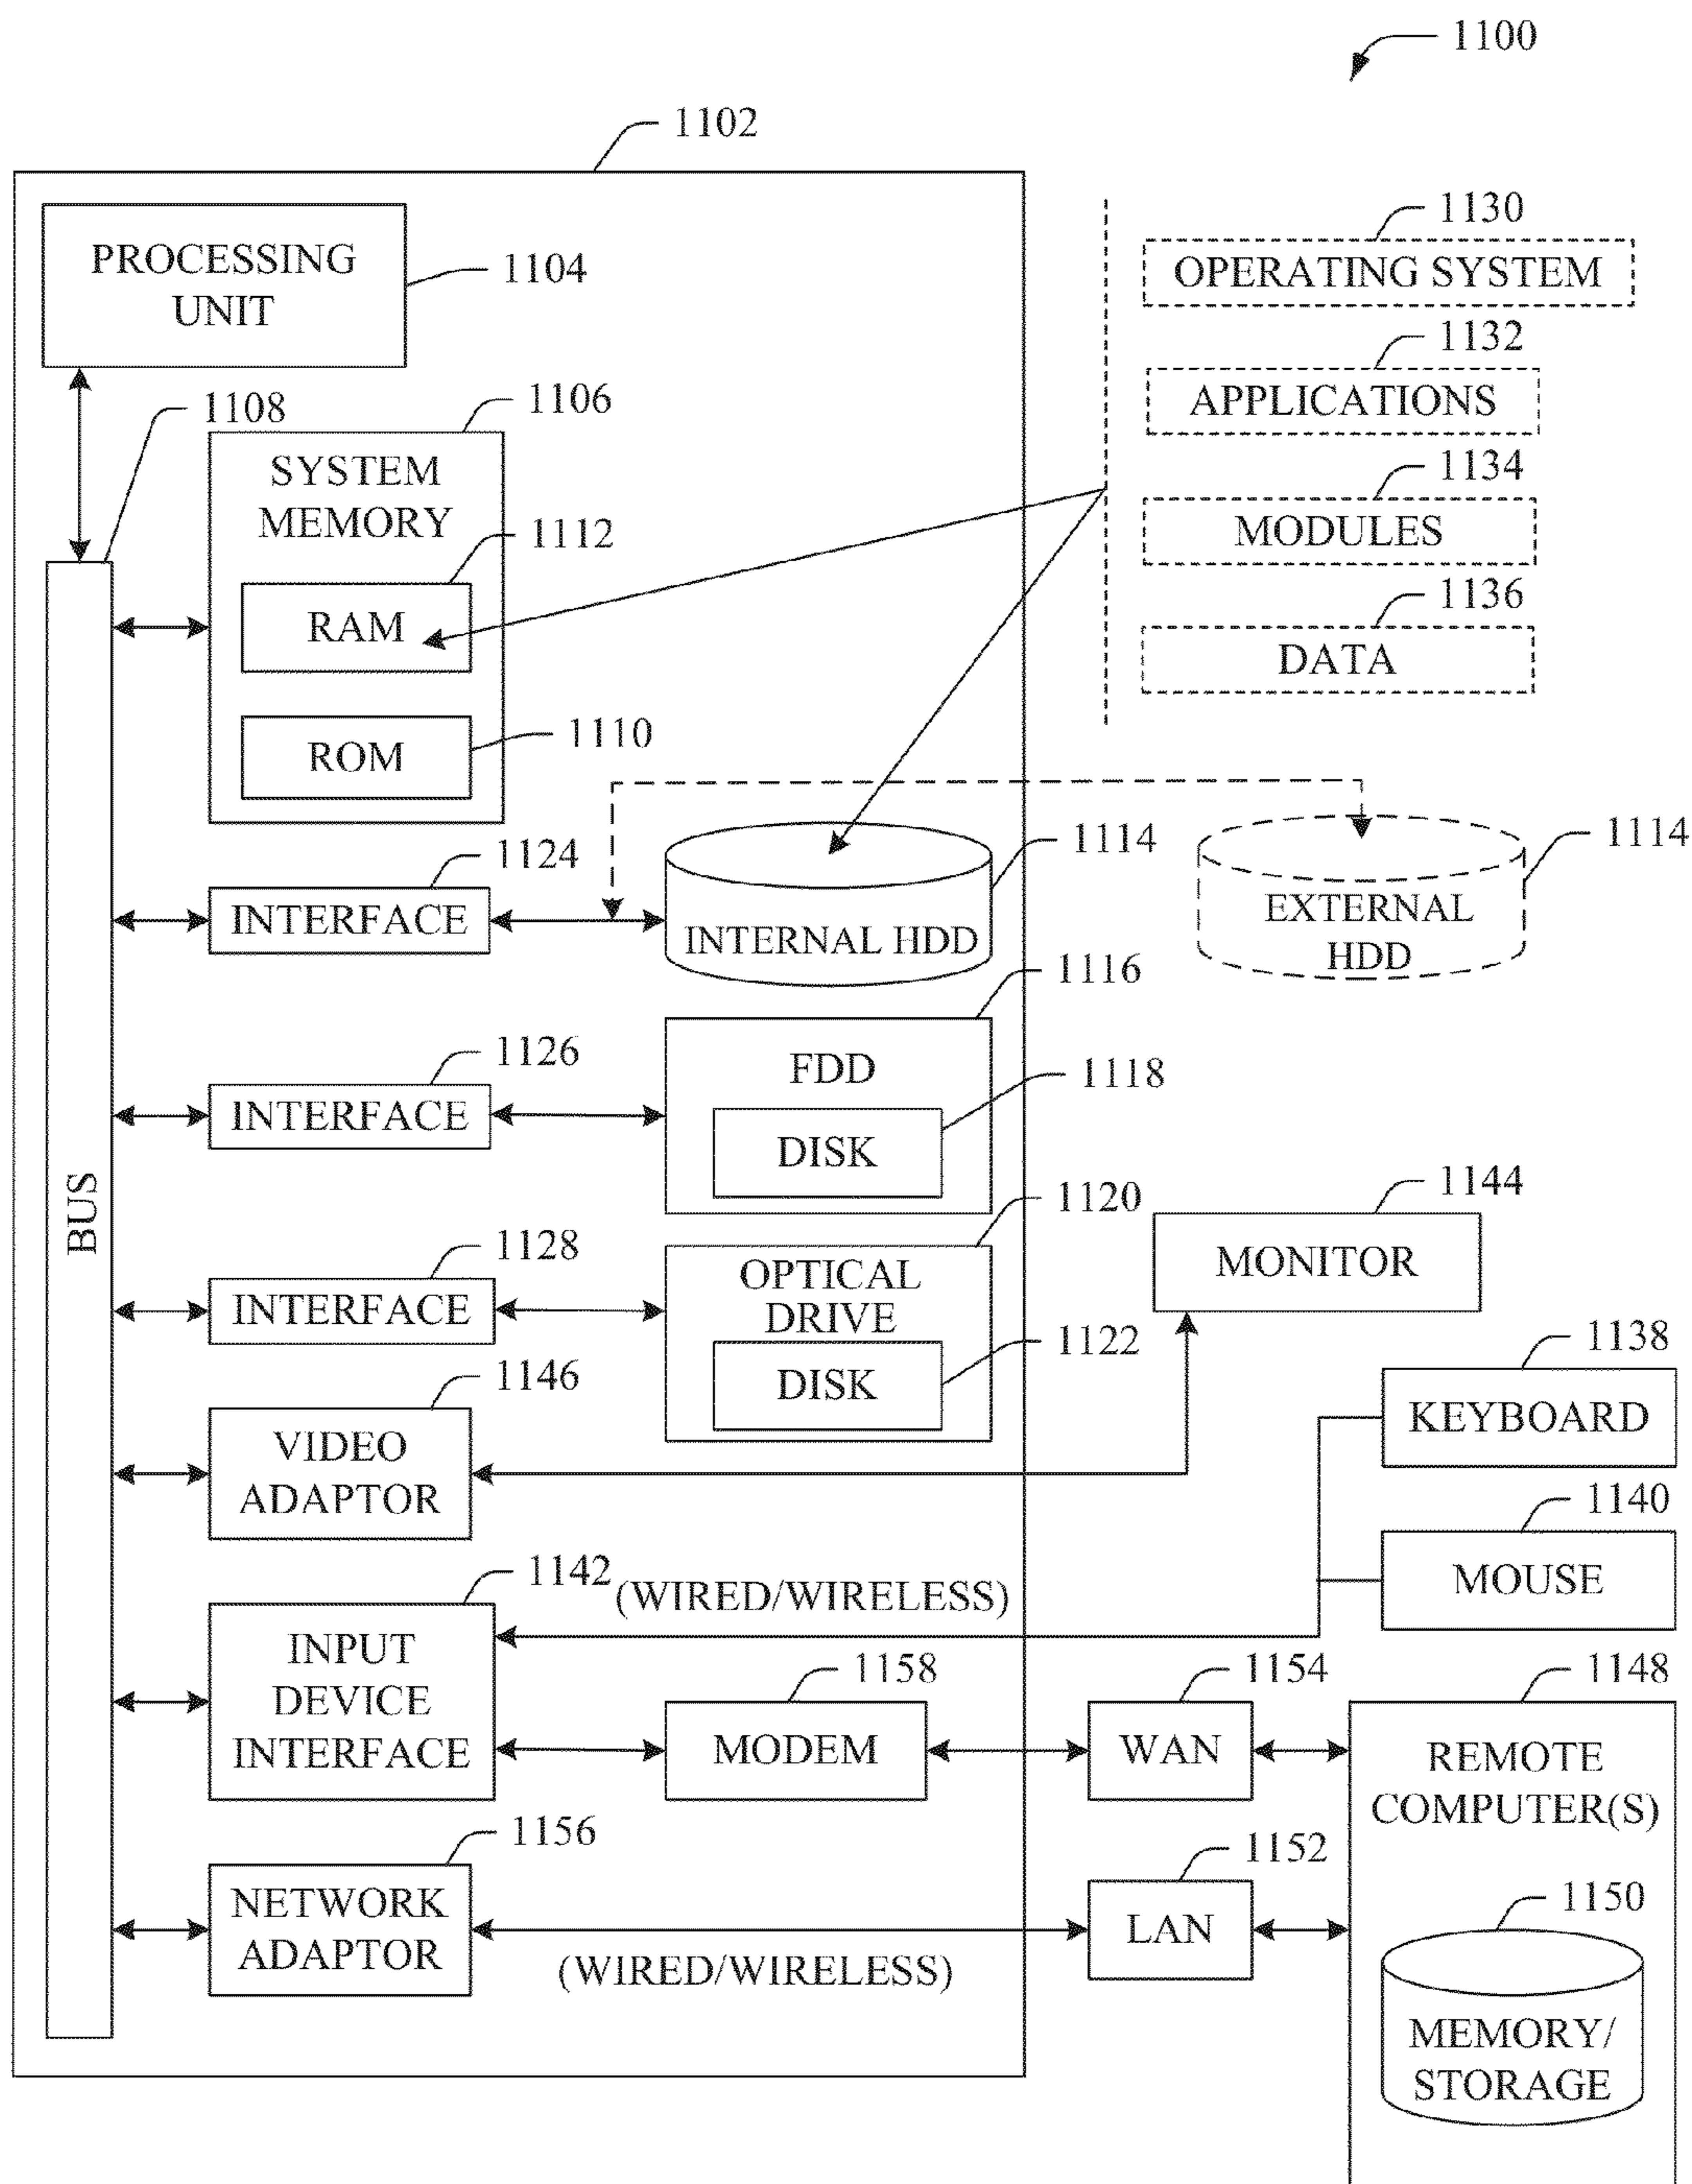 1100
1102
PROCESSING
UNIT
1104
1130
OPERATING SYSTEM
1132
APPLICATIONS
1134
MODULES
1136
DATA
1108
1106
SYSTEM
MEMORY
1112
RAM
1110
ROM
BUS
1124
INTERFACE
1114
INTERNAL HDD
1114
EXTERNAL
HDD
1126
INTERFACE
1116
FDD
1118
DISK
1128
INTERFACE
1120
OPTICAL
DRIVE
1122
DISK
1144
MONITOR
1146
VIDEO
ADAPTOR
1138
KEYBOARD
1140
MOUSE
1142
(WIRED/WIRELESS)
INPUT
DEVICE
INTERFACE
1158
MODEM
1154
WAN
1148
REMOTE
COMPUTER(S)
1156
NETWORK
ADAPTOR
(WIRED/WIRELESS)
1152
LAN
1150
MEMORY/
STORAGE